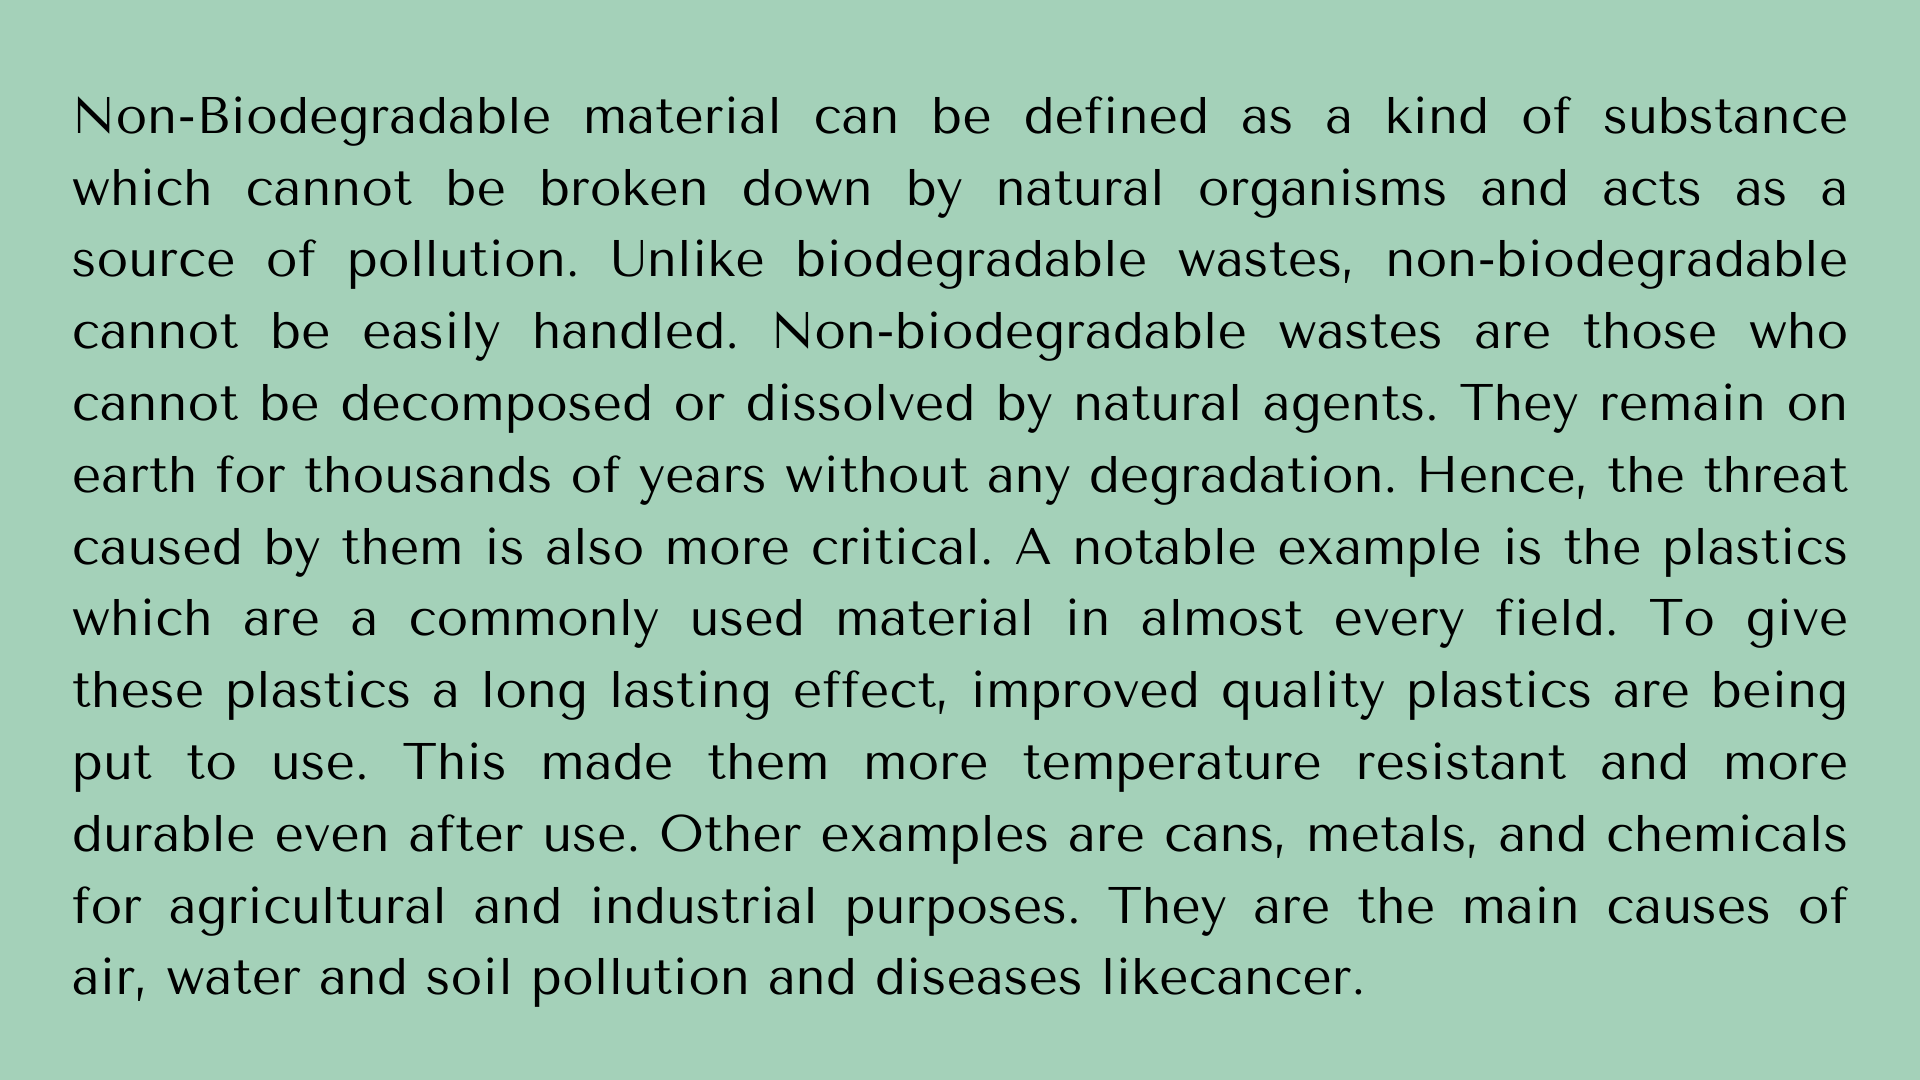 Non-Biodegradable material can be defined as a kind of substance
which cannot be broken down by natural organisms and acts as a
source of pollution. Unlike biodegradable wastes, non-biodegradable
cannot be easily handled. Non-biodegradable wastes are those who
cannot be decomposed or dissolved by natural agents. They remain on
earth for thousands of years without any degradation. Hence, the threat
caused by them is also more critical. A notable example is the plastics
which are a commonly used material in almost every field. To give
these plastics a long lasting effect, improved quality plastics are being
put to use. This made them more temperature resistant and more
durable even after use. Other examples are cans, metals, and chemicals
for agricultural and industrial purposes. They are the main causes of
air, water and soil pollution and diseases likecancer.